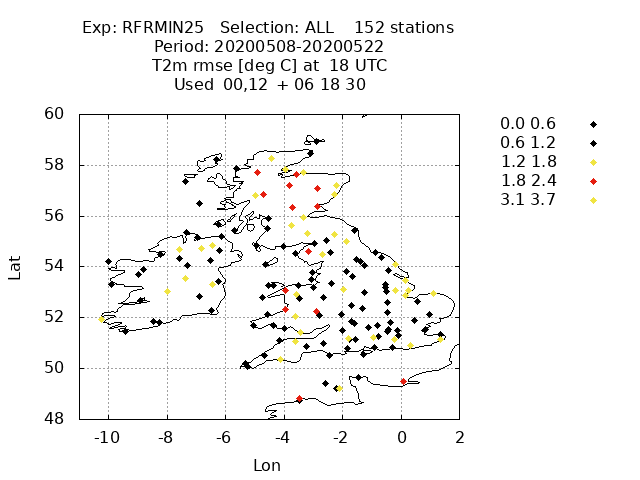 Exp: RFRMIN25   Selection: ALL    152 stations
Period: 20200508-20200522
T2m rmse [deg C] at  18 UTC
Used  00,12  + 06 18 30
60
58
56
54
52
50
48
Lat
-10 -8 -6 -4 -2 0 2
Lon
0.0 0.6
0.6 1.2
1.2 1.8
1.8 2.4
3.1 3.7